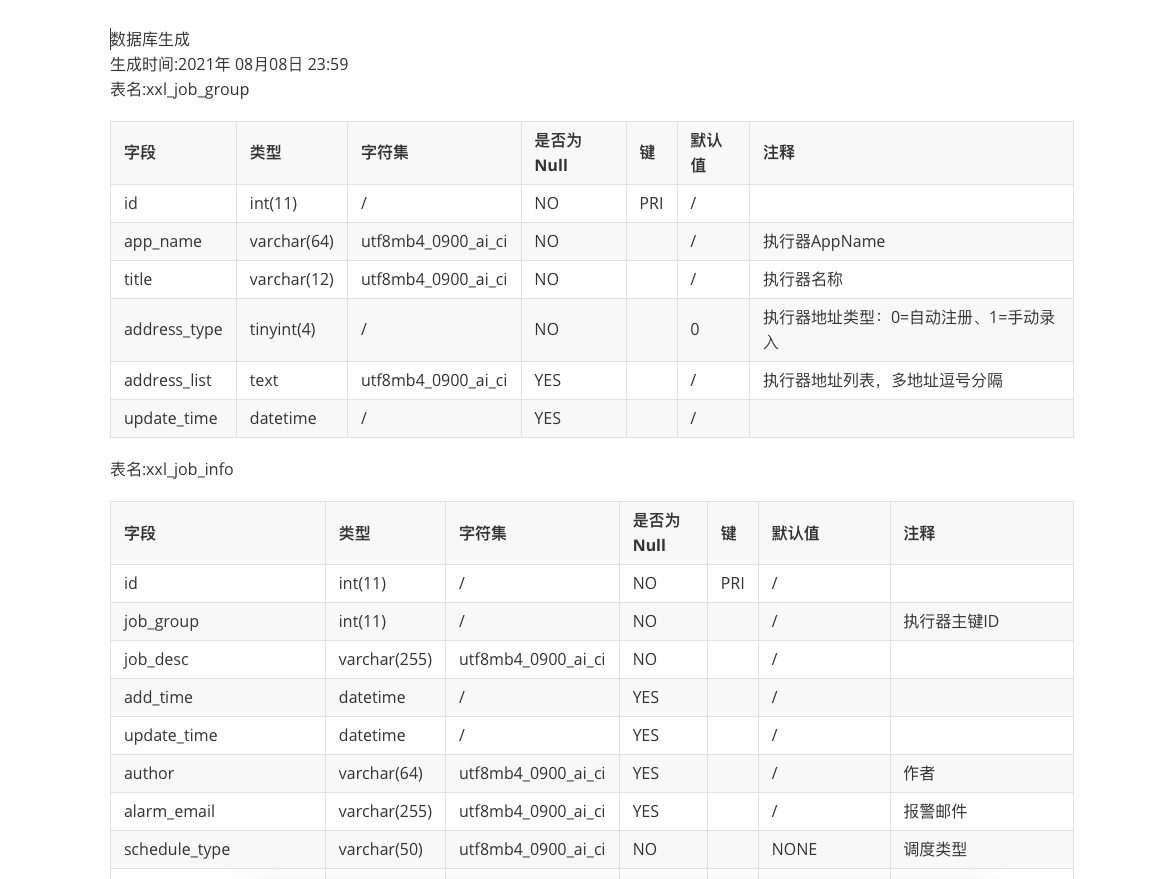 数据库生成
生成时间:2021年 08月08日 23:59
表名:xxl_job_group
字段 类型 字符集 是否为Null 键 默认值 注释
id int(11) / NO PRI /
app_name varchar(64) utf8mb4_0900_ai_ci NO / 执行器AppName
title varchar(12) utf8mb4_0900_ai_ci NO / 执行器名称
address_type tinyint(4) / NO 0 执行器地址类型：0=自动注册、1=手动录入
address_list text utf8mb4_0900_ai_ci YES / 执行器地址列表，多地址逗号分隔
update_time datetime / YES /
表名:xxl_job_info
字段 类型 字符集 是否为Null 键 默认值 注释
id int(11) / NO PRI /
job_group int(11) / NO / 执行器主键ID
job_desc varchar(255) utf8mb4_0900_ai_ci NO /
add_time datetime / YES /
update_time datetime / YES /
author varchar(64) utf8mb4_0900_ai_ci YES / 作者
alarm_email varchar(255) utf8mb4_0900_ai_ci YES / 报警邮件
schedule_type varchar(50) utf8mb4_0900_ai_ci NO NONE 调度类型